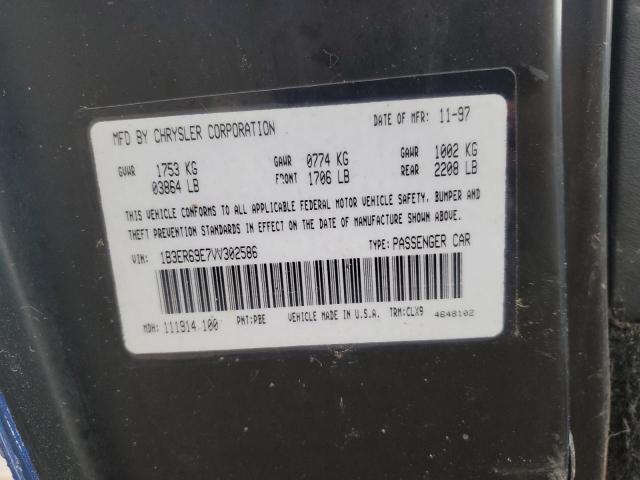 MFD BY CHRYSLER CORPORATION DATE OF MFR: 11-97
GVWR 1753 KG GAWR 0774 KG GAWR 1002 KG
03864 LB FRONT 1706 LB REAR 2208 LB
THIS VEHICLE CONFORMS TO ALL APPLICABLE FEDERAL MOTOR VEHICLE SAFETY, BUMPER AND
THEFT PREVENTION STANDARDS IN EFFECT ON THE DATE OF MANUFACTURE SHOWN ABOVE.
VIN: 1B3ER69E7VV302586 TYPE: PASSENGER CAR
MDH: 111914 100 PNT: PBE VEHICLE MADE IN U.S.A. TRM: CLX9 4648102